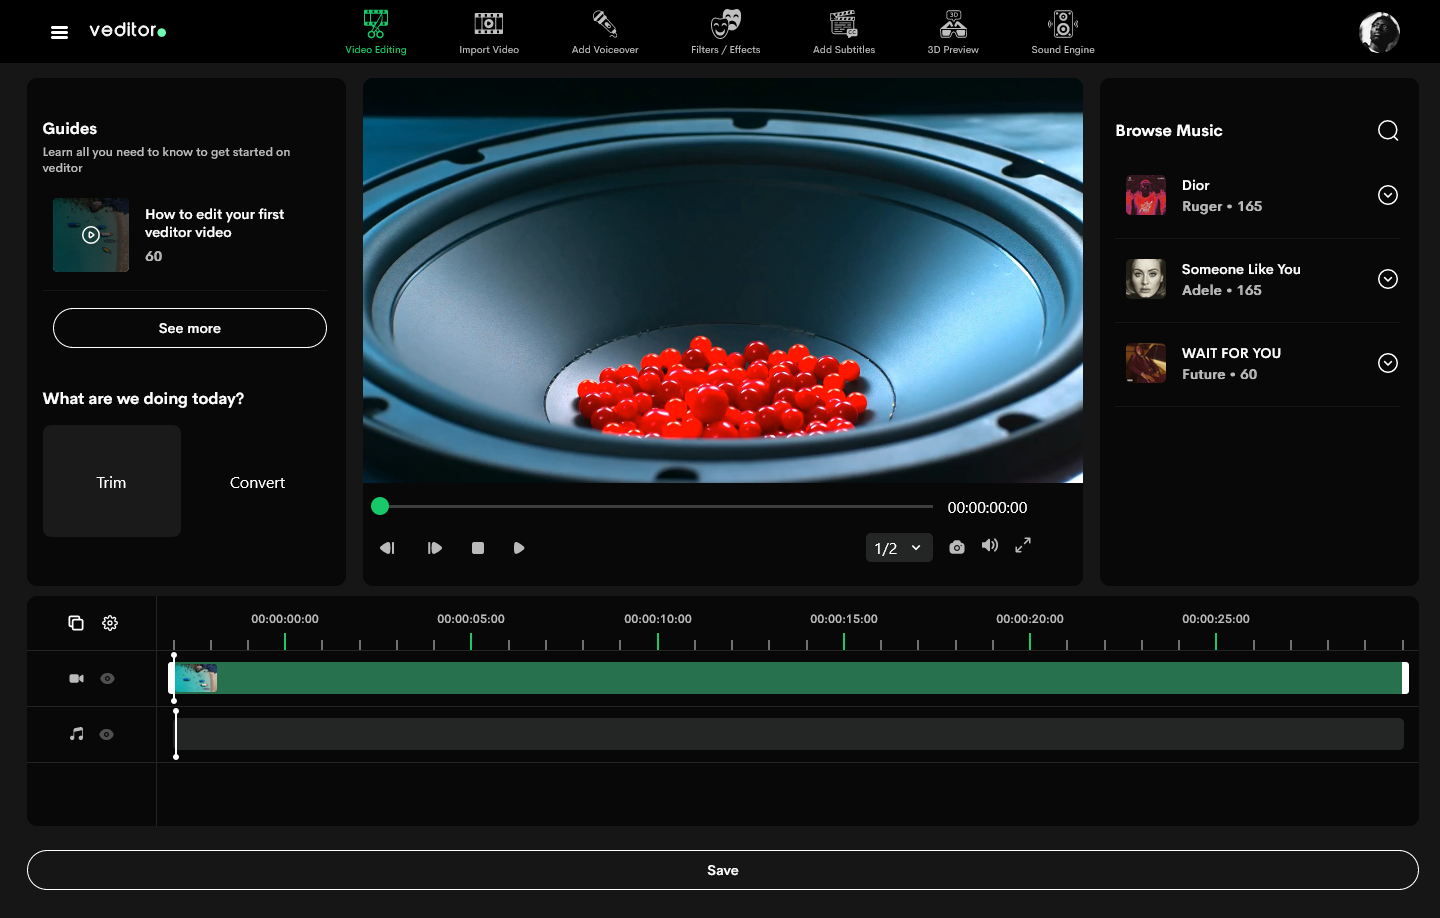 veditor
Video Editing
Import Video
Add Voiceover
Filters / Effects
Add Subtitles
3D Preview
Sound Engine
Guides
Learn all you need to know to get started on
veditor
How to edit your first
veditor video
60
See more
What are we doing today?
Trim
Convert
00:00:00:00
1/2
Browse Music
Dior
Ruger • 165
Someone Like You
Adele • 165
WAIT FOR YOU
Future • 60
00:00:00:00
00:00:05:00
00:00:10:00
00:00:15:00
00:00:20:00
00:00:25:00
Save